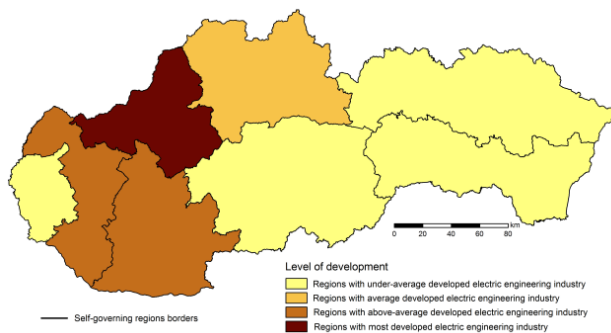 km
0 20 40 60 80
Level of development
Regions with under-average developed electric engineering industry
Regions with average developed electric engineering industry
Regions with above-average developed electric engineering industry
Regions with most developed electric engineering industry
Self-governing regions borders